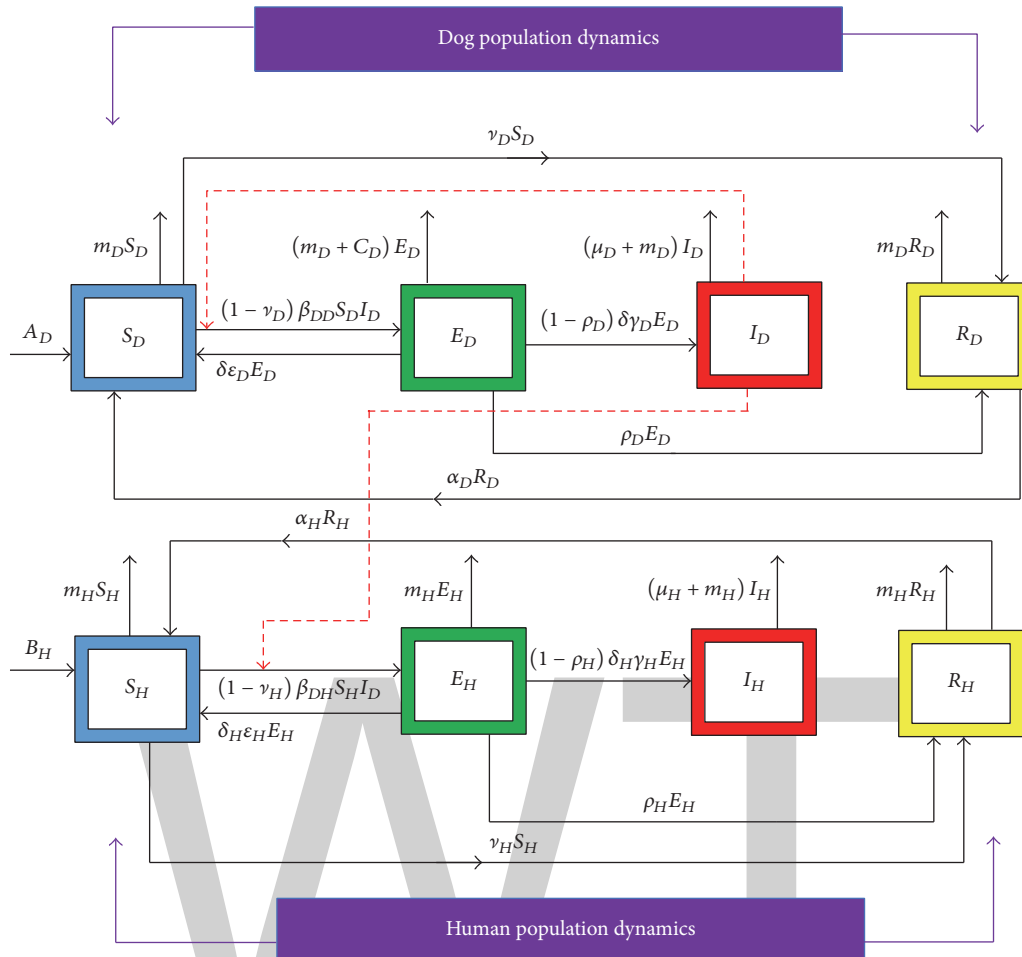 Dog population dynamics
ν_D S_D
m_D S_D
(m_D + C_D) E_D
(μ_D + m_D) I_D
m_D R_D
A_D
S_D
(1 − ν_D) β_DD S_D I_D
E_D
(1 − ρ_D) δγ_D E_D
I_D
R_D
δε_D E_D
ρ_D E_D
α_D R_D
α_H R_H
m_H S_H
m_H E_H
(μ_H + m_H) I_H
m_H R_H
B_H
S_H
(1 − ν_H) β_DH S_H I_D
E_H
(1 − ρ_H) δ_H γ_H E_H
I_H
R_H
δ_H ε_H E_H
ρ_H E_H
ν_H S_H
Human population dynamics